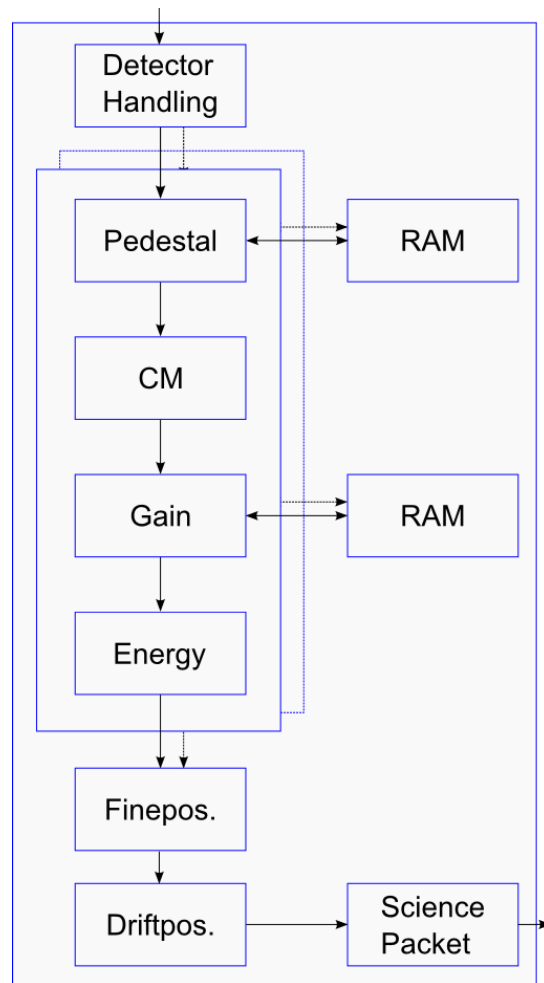 Detector
Handling
Pedestal
RAM
CM
Gain
RAM
Energy
Finepos.
Driftpos.
Science
Packet